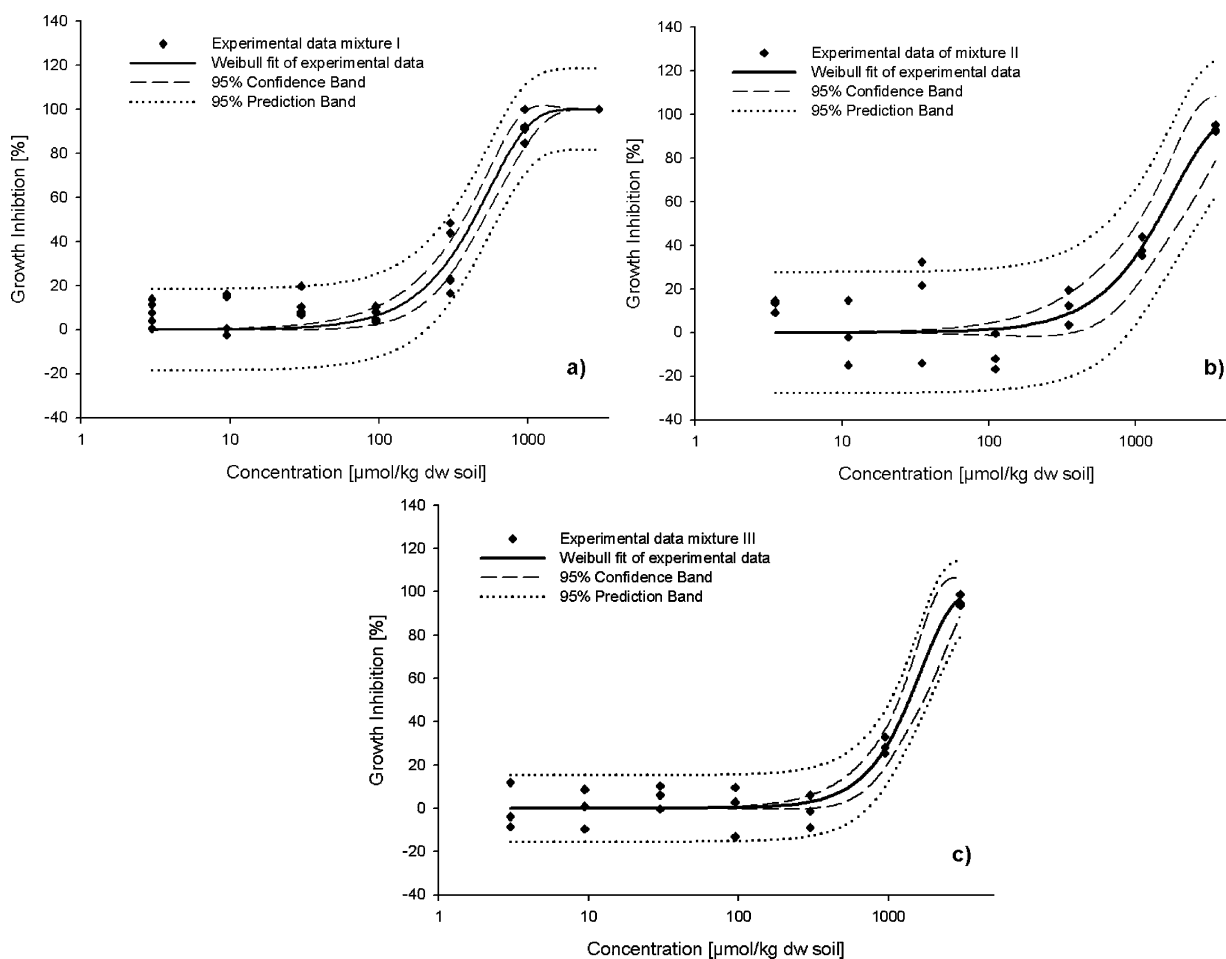 140
120
100
80
60
40
20
0
-20
-40
Growth Inhibtion [%]
Experimental data mixture I
Weibull fit of experimental data
95% Confidence Band
95% Prediction Band
a)
1
10
100
1000
Concentration [µmol/kg dw soil]
140
120
100
80
60
40
20
0
-20
-40
Growth Inhibition [%]
Experimental data of mixture II
Weibull fit of experimental data
95% Confidence Band
95% Prediction Band
b)
1
10
100
1000
Concentration [µmol/kg dw soil]
140
120
100
80
60
40
20
0
-20
-40
Growth Inhibition [%]
Experimental data mixture III
Weibull fit of experimental data
95% Confidence Band
95% Prediction Band
c)
1
10
100
1000
Concentration [µmol/kg dw soil]